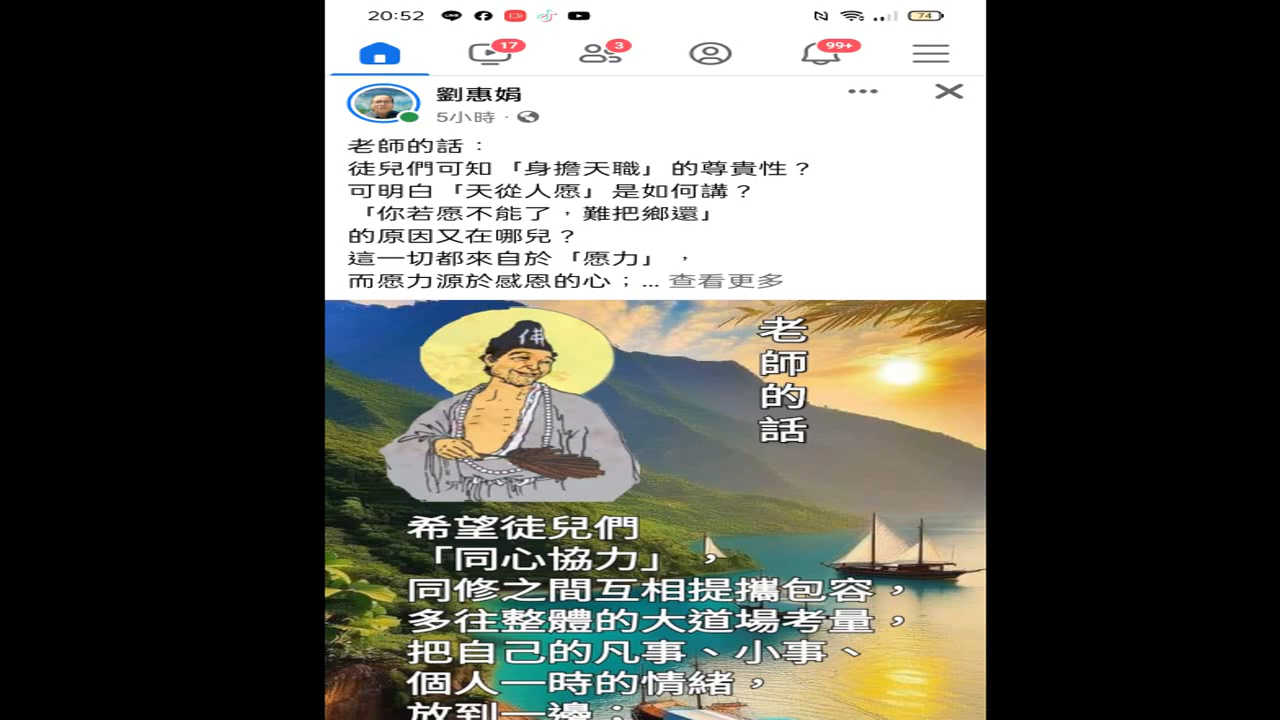 20:52
74
17
3
99+
劉惠娟
5小時 ·
老師的話：
徒兒們可知「身擔天職」的尊貴性？
可明白「天從人愿」是如何講？
「你若愿不能了，難把鄉還」
的原因又在哪兒？
這一切都來自於「愿力」，
而愿力源於感恩的心；... 查看更多
佛
老師的話
希望徒兒們
「同心協力」，
同修之間互相提攜包容，
多往整體的大道場考量，
把自己的凡事、小事、
個人一時的情緒，
放到一邊；